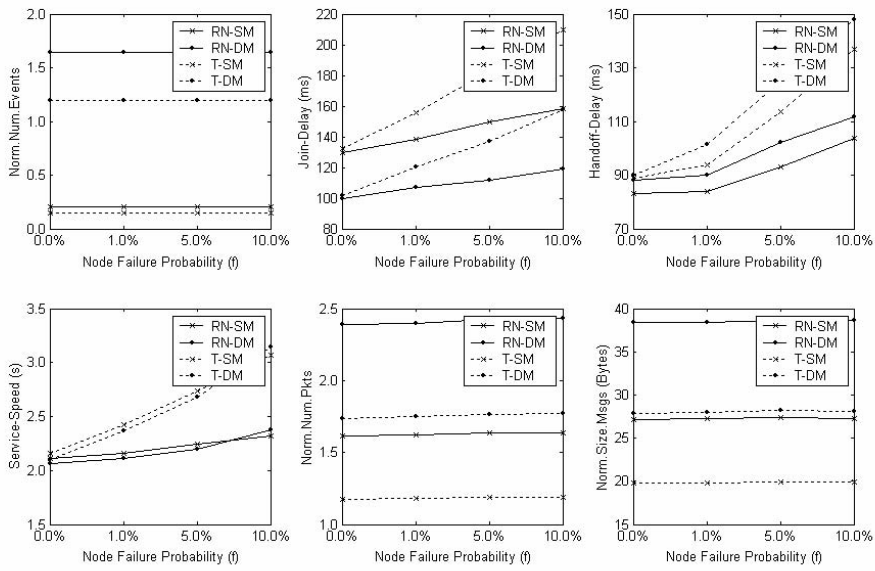 2.0
1.5
1.0
0.5
0.0
Norm.Num.Events
RN-SM
RN-DM
T-SM
T-DM
0.0% 1.0% 5.0% 10.0%
Node Failure Probability (f)
220
200
180
160
140
120
100
80
Join-Delay (ms)
RN-SM
RN-DM
T-SM
T-DM
0.0% 1.0% 5.0% 10.0%
Node Failure Probability (f)
150
130
110
90
70
Handoff-Delay (ms)
RN-SM
RN-DM
T-SM
T-DM
0.0% 1.0% 5.0% 10.0%
Node Failure Probability (f)
3.5
3.0
2.5
2.0
1.5
Service-Speed (s)
RN-SM
RN-DM
T-SM
T-DM
0.0% 1.0% 5.0% 10.0%
Node Failure Probability (f)
2.5
2.0
1.5
1.0
Norm.Num.Pkts
RN-SM
RN-DM
T-SM
T-DM
0.0% 1.0% 5.0% 10.0%
Node Failure Probability (f)
40
35
30
25
20
15
Norm.Size.Msgs (Bytes)
RN-SM
RN-DM
T-SM
T-DM
0.0% 1.0% 5.0% 10.0%
Node Failure Probability (f)